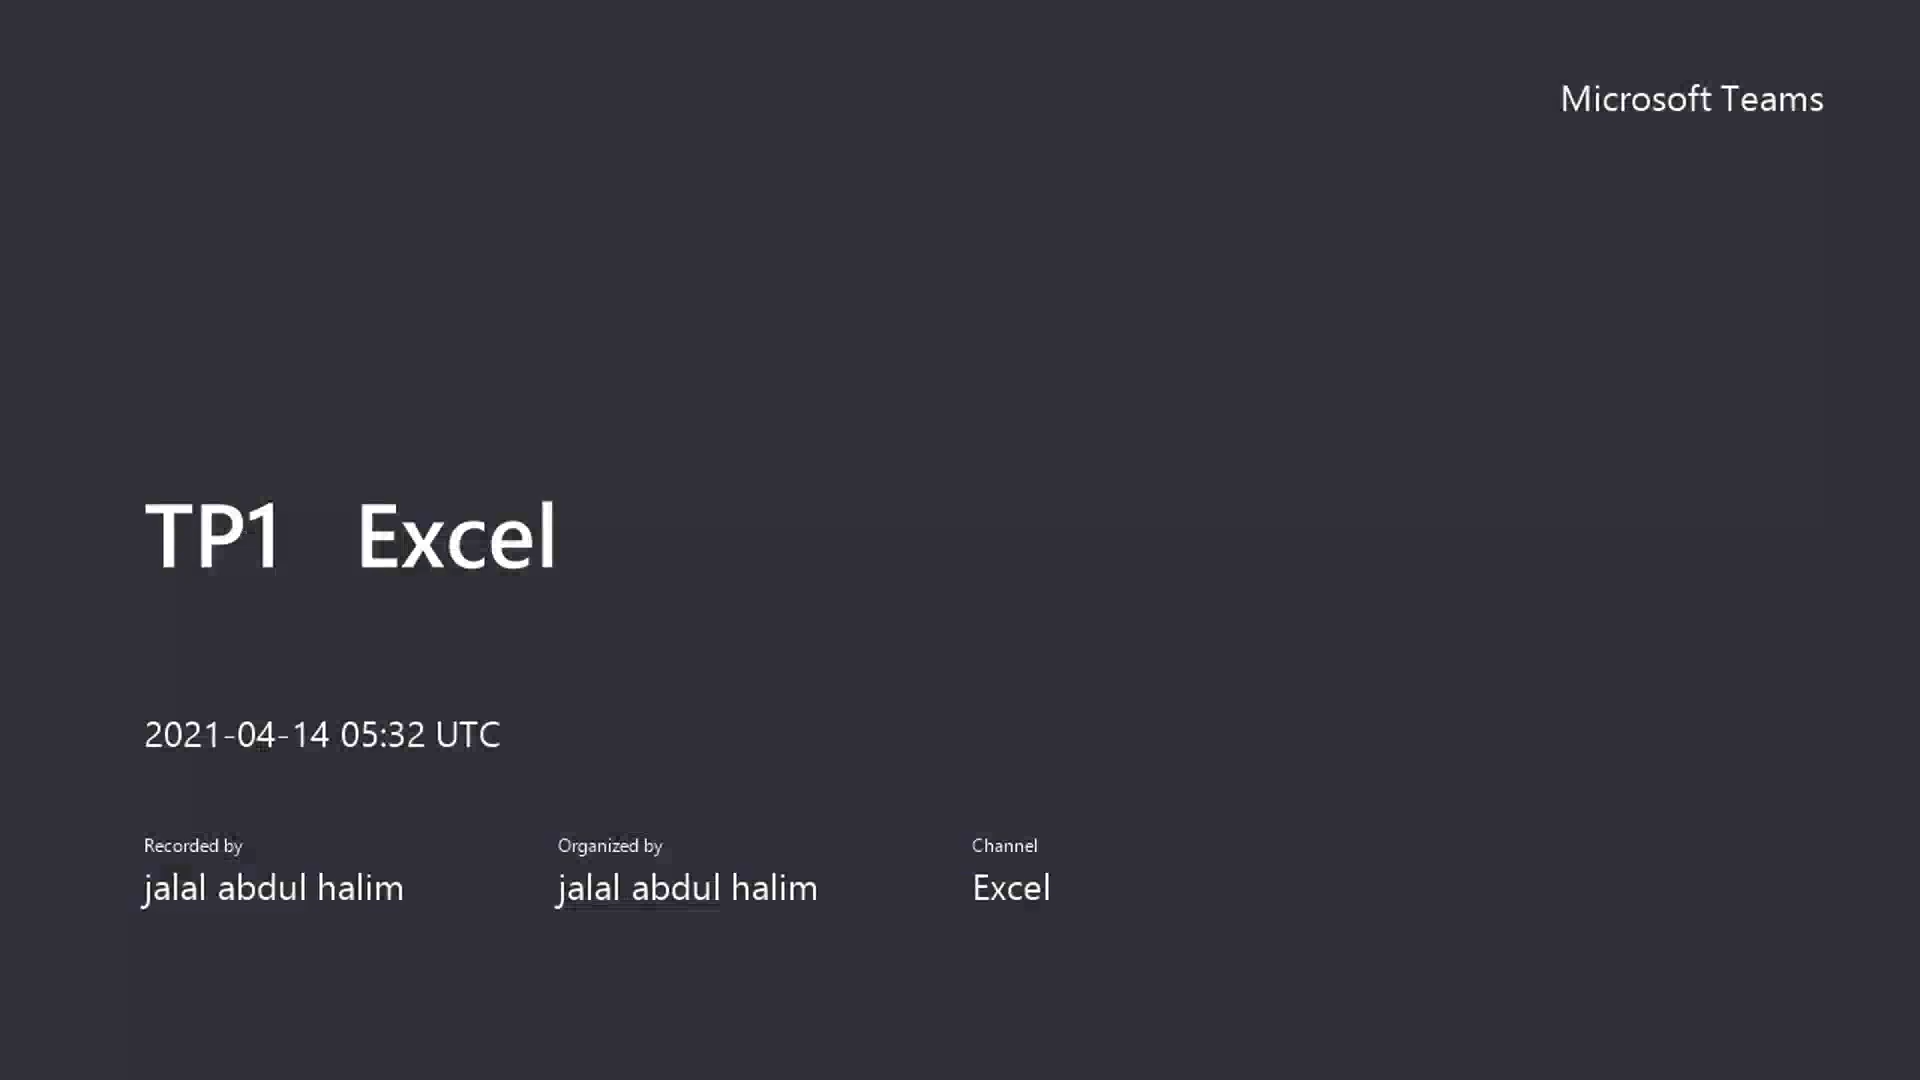 Microsoft Teams
TP1   Excel
2021-04-14 05:32 UTC
Recorded by
jalal abdul halim
Organized by
jalal abdul halim
Channel
Excel